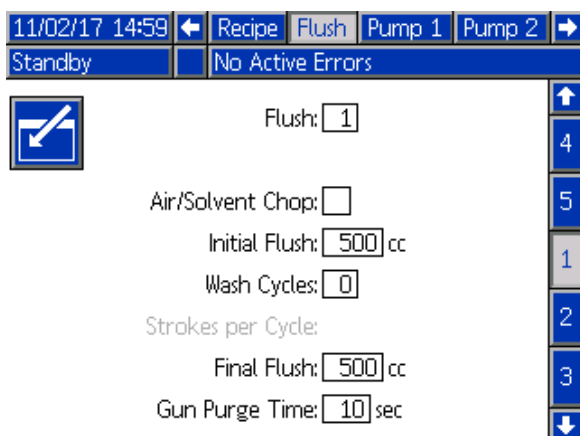 11/02/17 14:59 Recipe Flush Pump 1 Pump 2
Standby No Active Errors
Flush: 1
4
Air/Solvent Chop:
5
Initial Flush: 500 cc
1
Wash Cycles: 0
Strokes per Cycle:
2
Final Flush: 500 cc
3
Gun Purge Time: 10 sec